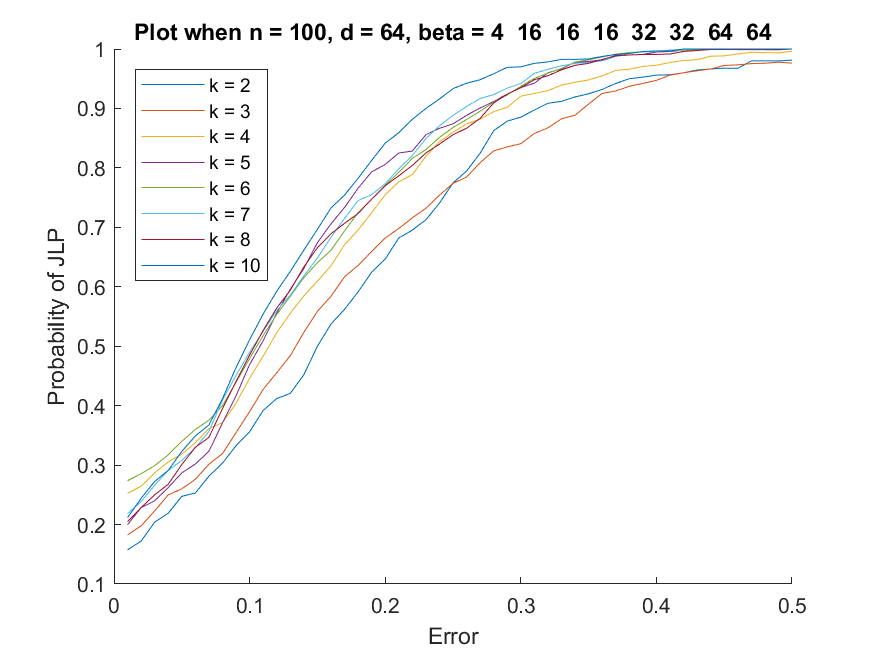 Plot when n = 100, d = 64, beta = 4  16  16  16  32  32  64  64
1
0.9
0.8
0.7
0.6
0.5
0.4
0.3
0.2
0.1
Probability of JLP
k = 2
k = 3
k = 4
k = 5
k = 6
k = 7
k = 8
k = 10
0 0.1 0.2 0.3 0.4 0.5
Error